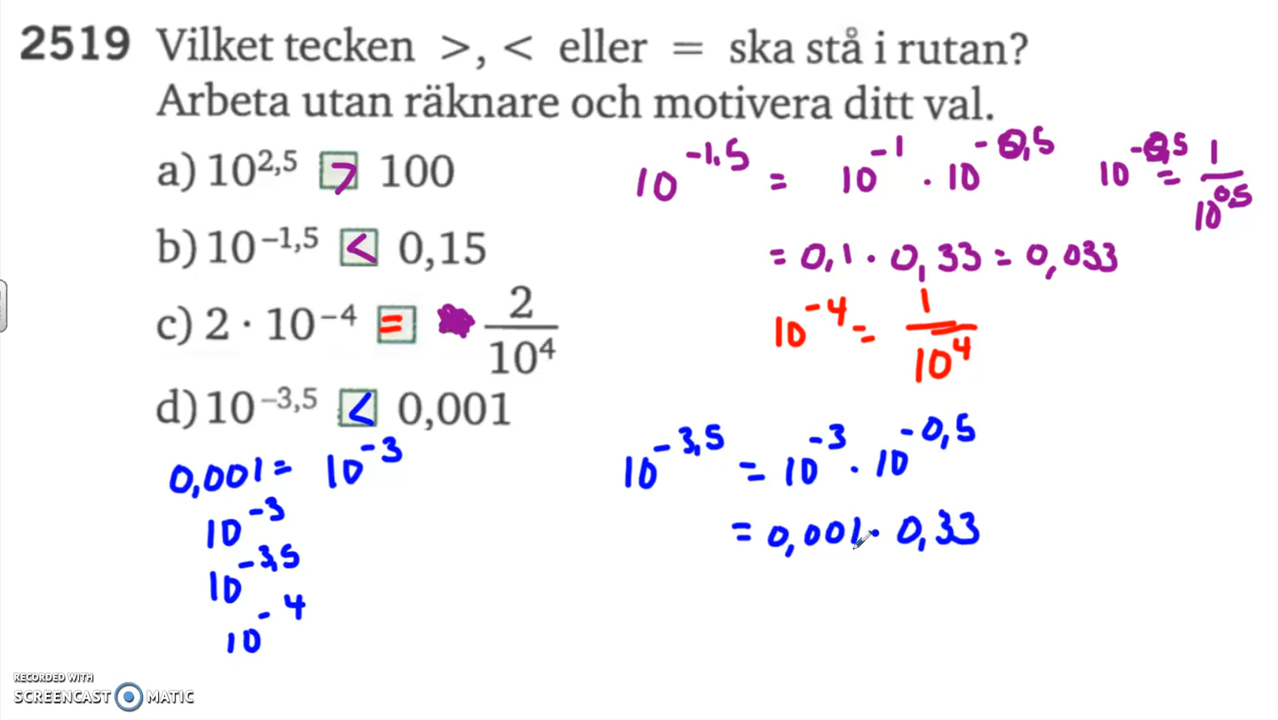 2519 Vilket tecken >, < eller = ska stå i rutan?
Arbeta utan räknare och motivera ditt val.
a) 10^2,5 > 100
b) 10^−1,5 < 0,15
c) 2 · 10^−4 = 2/10^4
d) 10^−3,5 < 0,001
0,001 = 10^-3
10^-3
10^-3,5
10^-4
10^-1.5 = 10^-1 · 10^-0,5 10^-0,5 = 1/10^0,5
= 0,1 · 0,33 = 0,033
10^-4 = 1/10^4
10^-3,5 = 10^-3 · 10^-0,5
= 0,001 · 0,33
RECORDED WITH
SCREENCAST MATIC